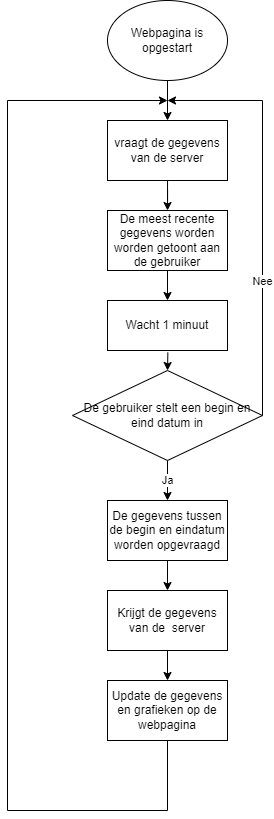 Webpagina is
opgestart
vraagt de gegevens
van de server
De meest recente
gegevens worden
worden getoont aan
de gebruiker
Nee
Wacht 1 minuut
De gebruiker stelt een begin en
eind datum in
Ja
De gegevens tussen
de begin en eindatum
worden opgevraagd
Krijgt de gegevens
van de server
Update de gegevens
en grafieken op de
webpagina